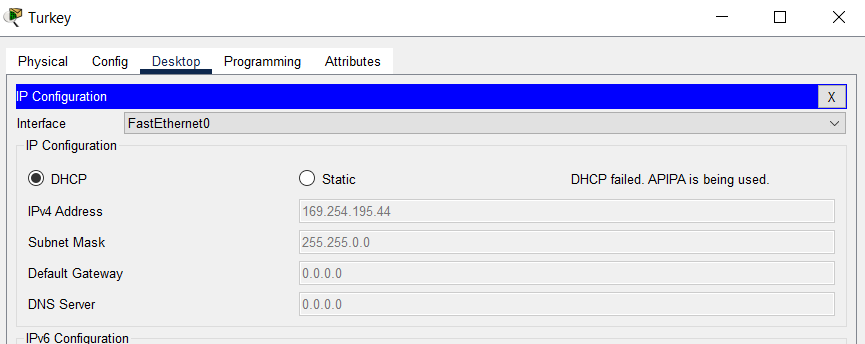 Turkey
Physical Config Desktop Programming Attributes
IP Configuration X
Interface FastEthernet0
IP Configuration
DHCP Static DHCP failed. APIPA is being used.
IPv4 Address 169.254.195.44
Subnet Mask 255.255.0.0
Default Gateway 0.0.0.0
DNS Server 0.0.0.0
IPv6 Configuration